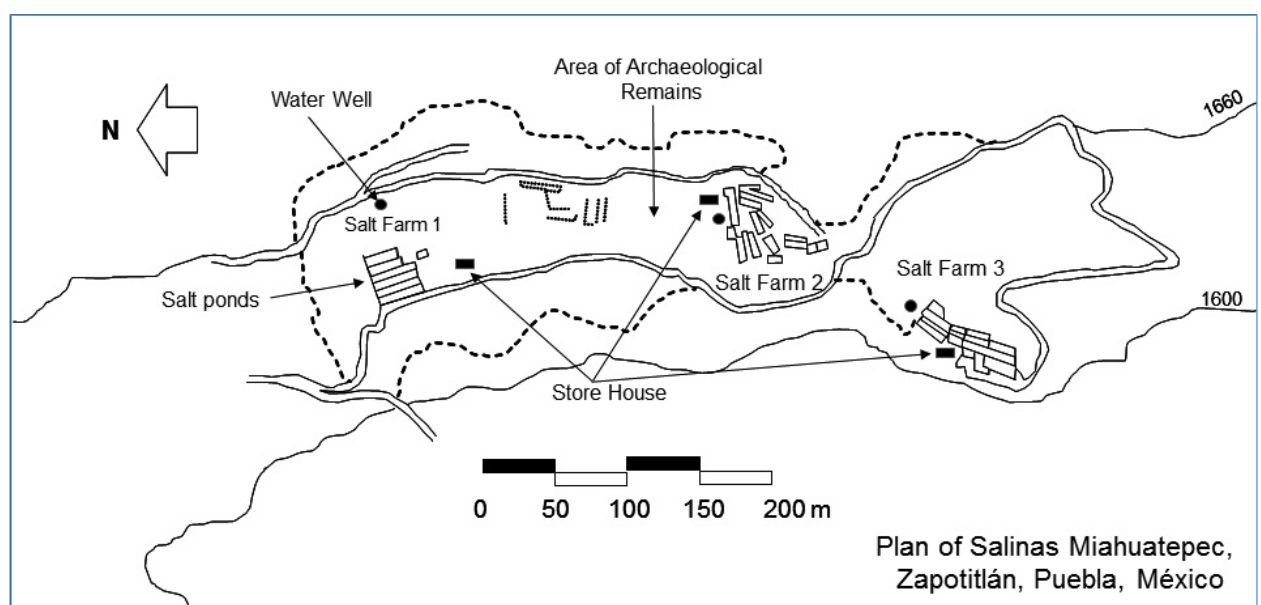 Area of Archaeological
Remains
Water Well
1660
N
Salt Farm 1
Salt Farm 3
Salt Farm 2
Salt ponds
1600
Store House
0 50 100 150 200 m
Plan of Salinas Miahuatepec,
Zapotitlán, Puebla, México